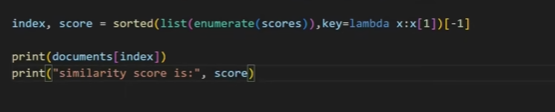 index, score = sorted(list(enumerate(scores)),key=lambda x:x[1])[-1]
print(documents[index])
print("similarity score is:", score)